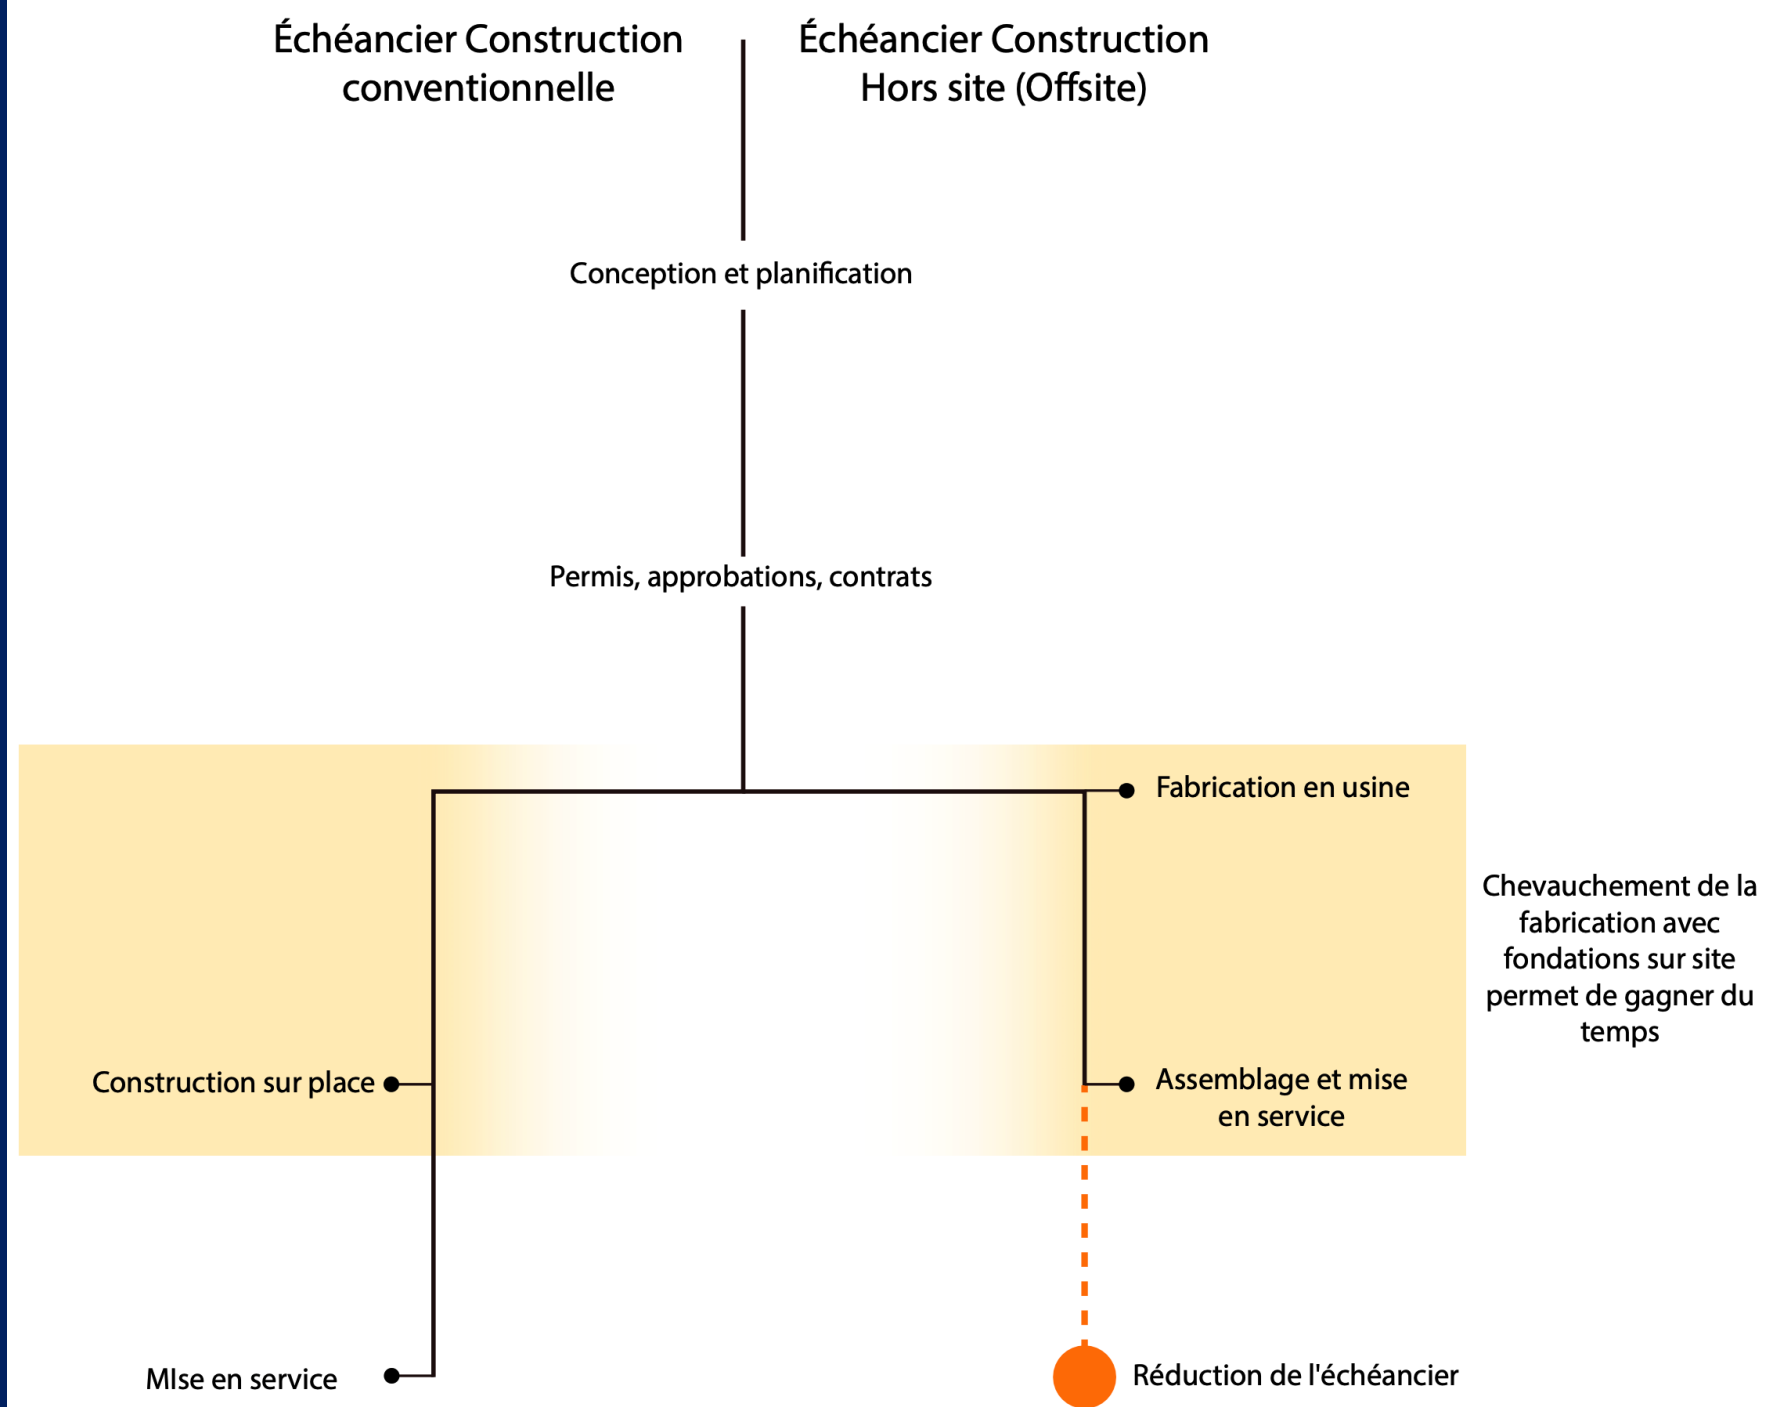 Échéancier Construction
conventionnelle
Échéancier Construction
Hors site (Offsite)
Conception et planification
Permis, approbations, contrats
Fabrication en usine
Chevauchement de la
fabrication avec
fondations sur site
permet de gagner du
temps
Construction sur place
Assemblage et mise
en service
MIse en service
Réduction de l'échéancier